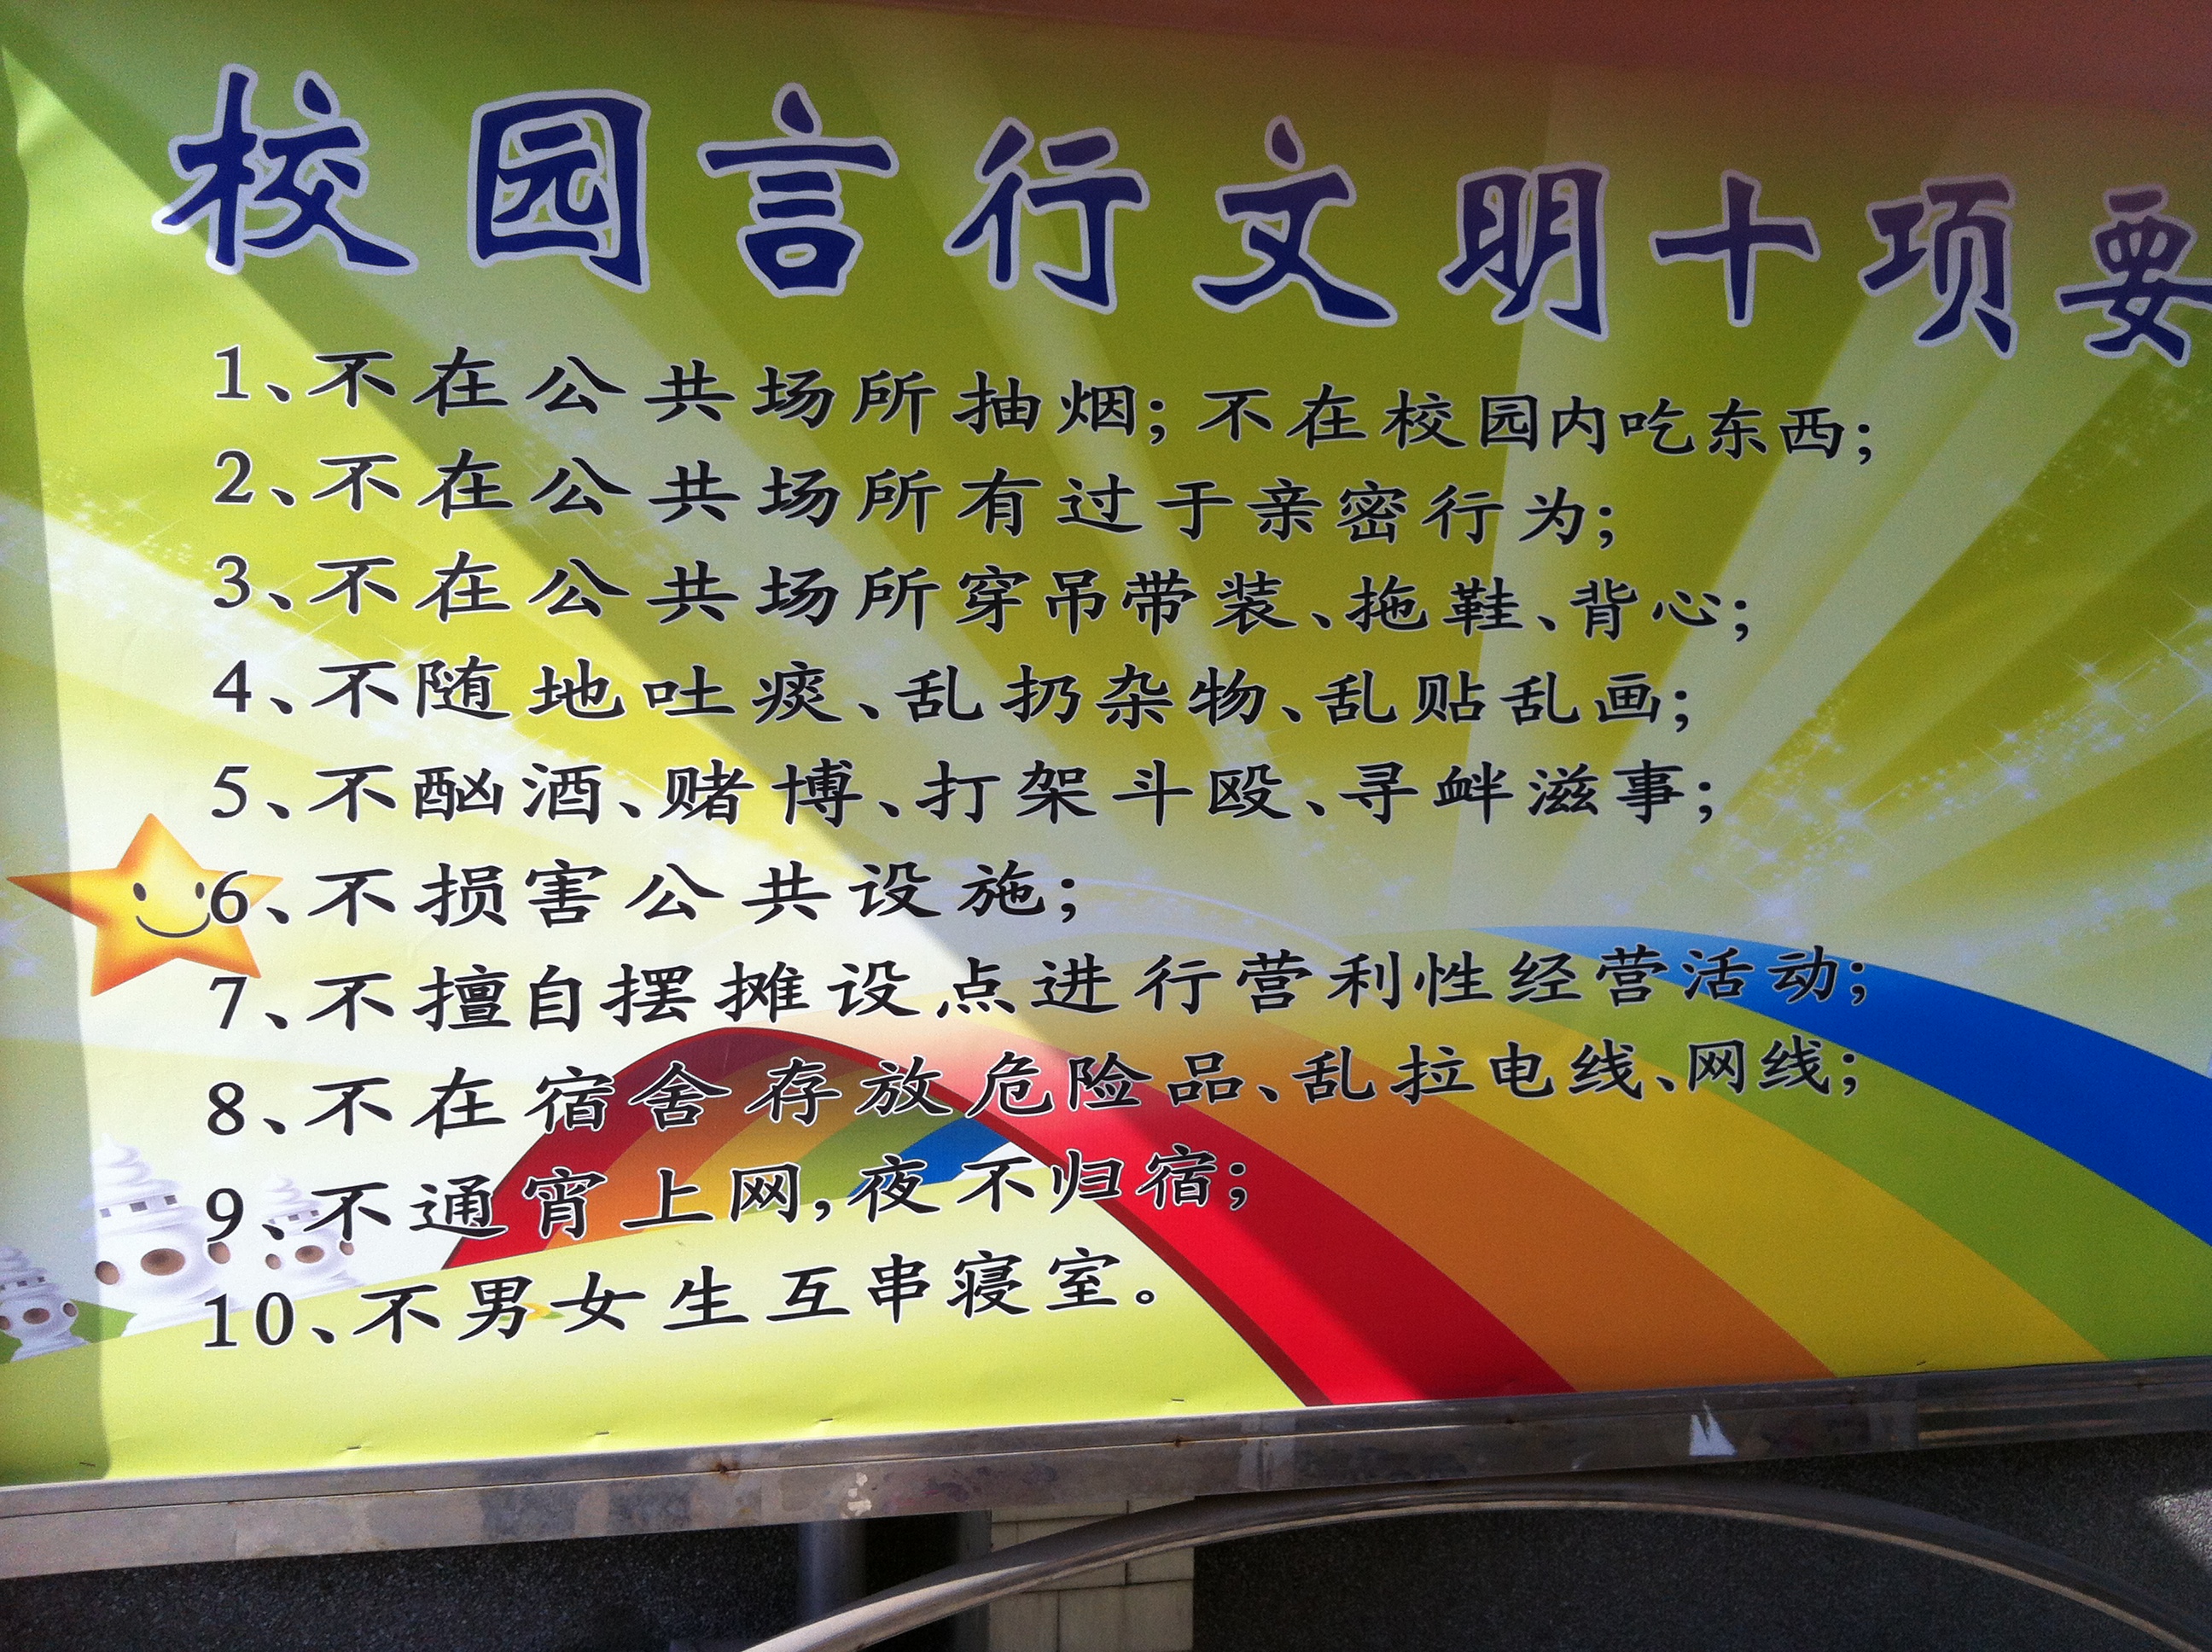 校园言行文明十项要
1、不在公共场所抽烟;不在校园内吃东西;
2、不在公共场所有过于亲密行为;
3、不在公共场所穿吊带装、拖鞋、背心;
4、不随地吐痰、乱扔杂物、乱贴乱画;
5、不酗酒、赌博、打架斗殴、寻衅滋事;
6、不损害公共设施;
7、不擅自摆摊设点进行营利性经营活动;
8、不在宿舍存放危险品、乱拉电线、网线;
9、不通宵上网,夜不归宿;
10、不男女生互串寝室。